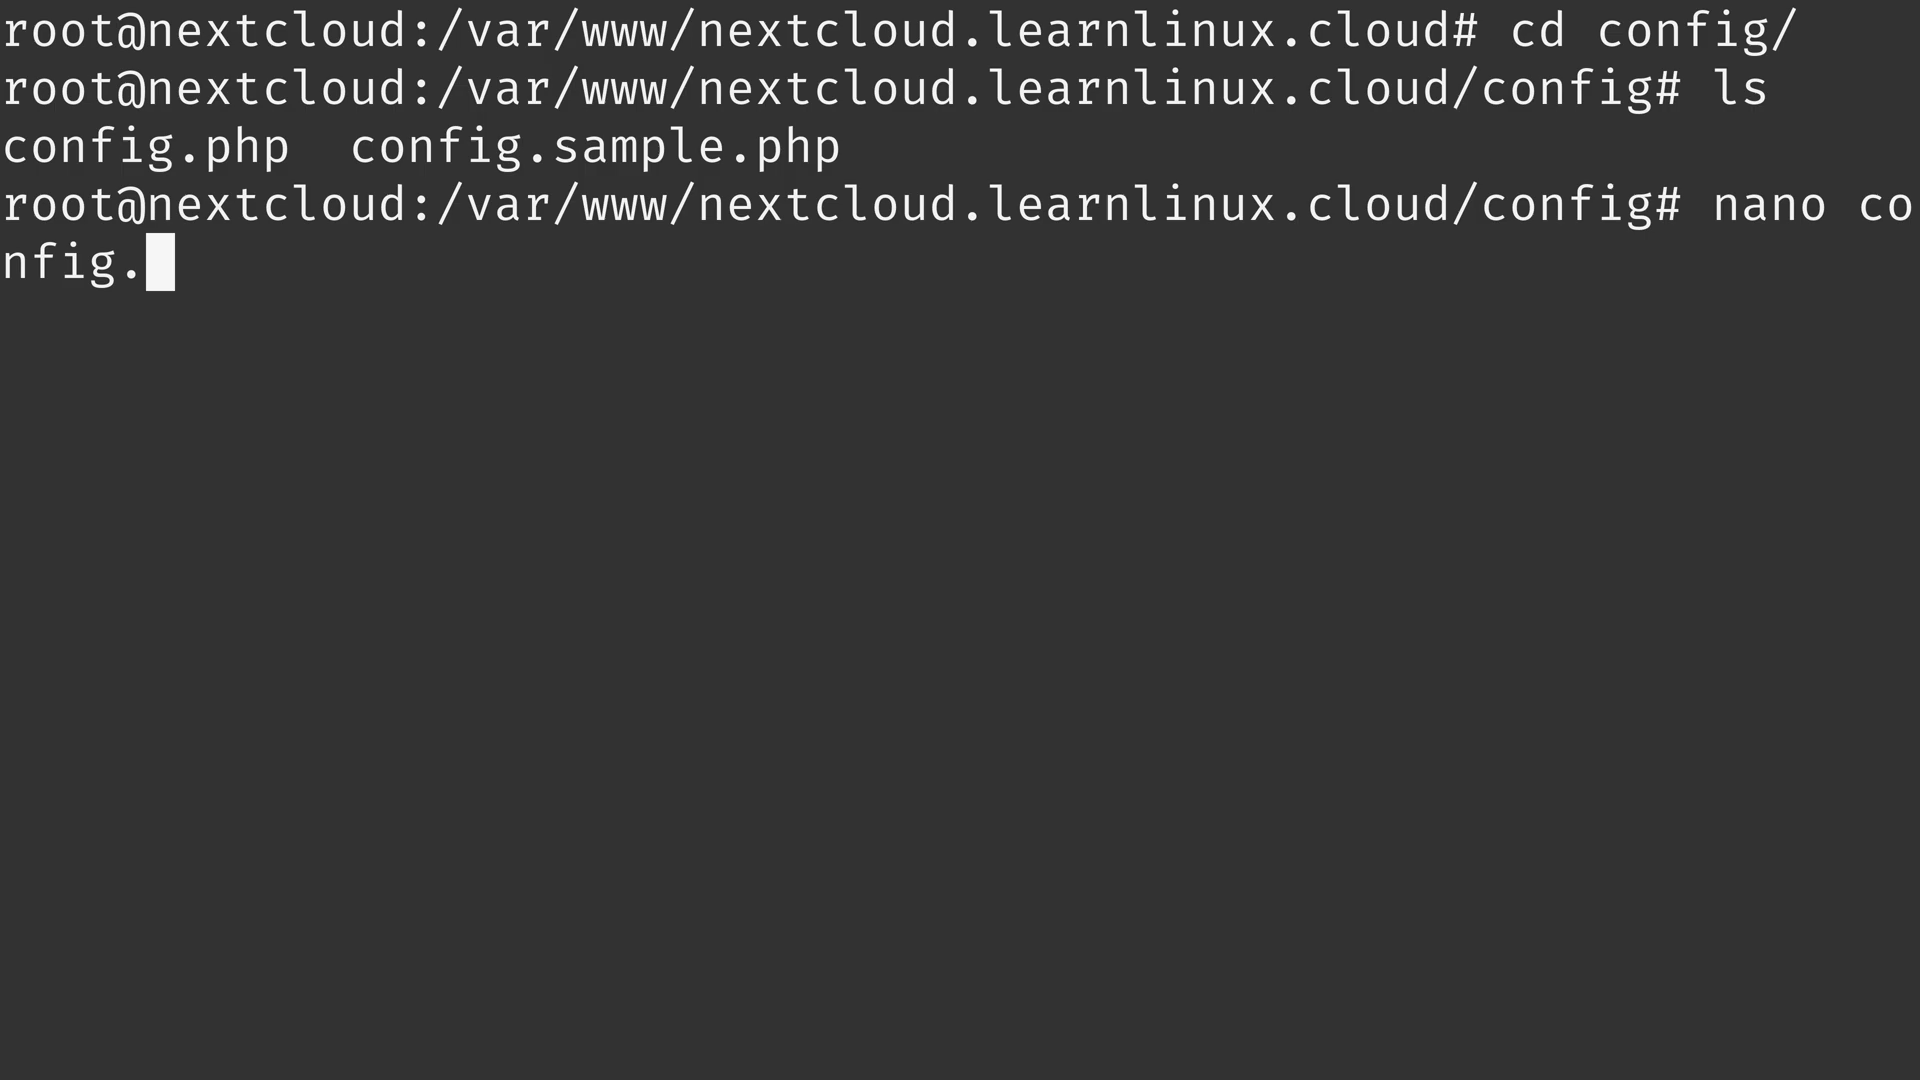 root@nextcloud:/var/www/nextcloud.learnlinux.cloud# cd config/
root@nextcloud:/var/www/nextcloud.learnlinux.cloud/config# ls
config.php  config.sample.php
root@nextcloud:/var/www/nextcloud.learnlinux.cloud/config# nano co
nfig.